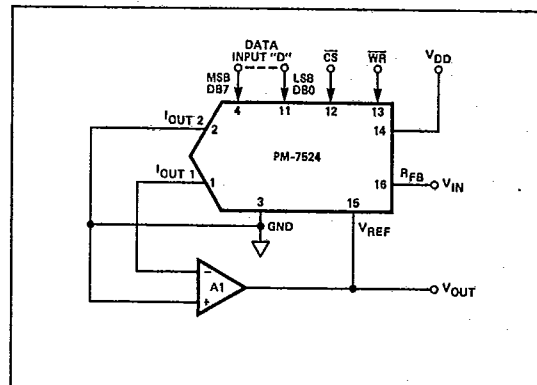 DATA
INPUT "D"
CS
WR
VDD
MSB
DB7
LSB
DB0
4
11
12
13
IOUT 2
2
14
PM-7524
IOUT 1
1
16
RFB
VIN
3
15
GND
VREF
−
A1
+
VOUT